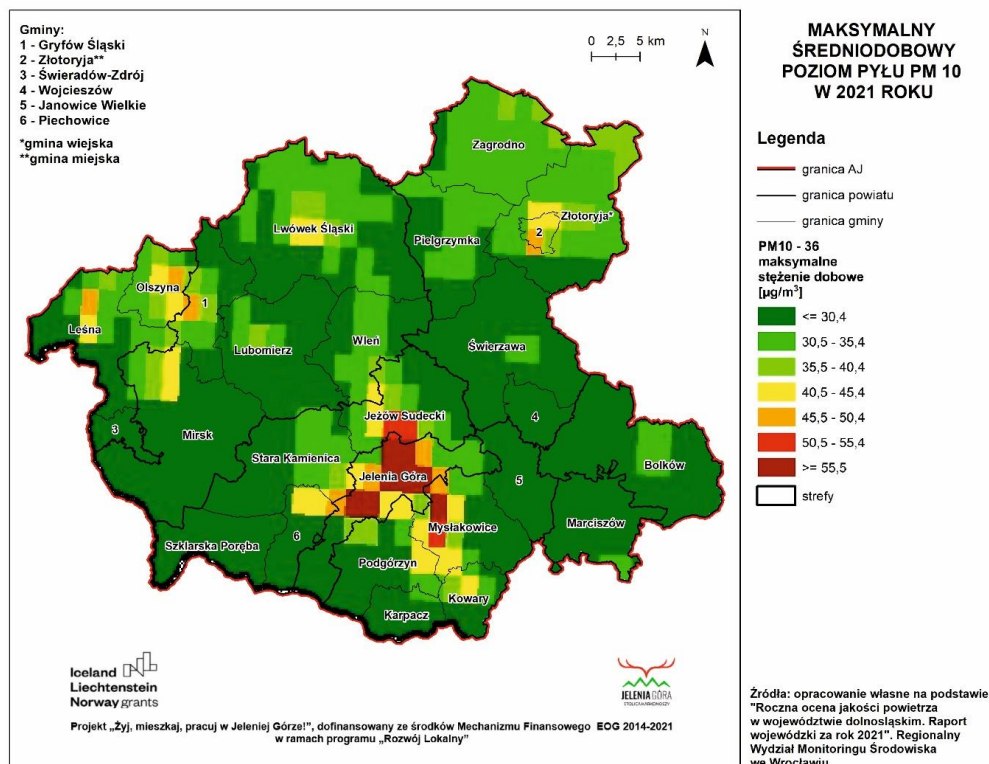 Gminy:
1 - Gryfów Śląski
2 - Złotoryja**
3 - Świeradów-Zdrój
4 - Wojcieszów
5 - Janowice Wielkie
6 - Piechowice
*gmina wiejska
**gmina miejska
0 2,5 5 km
N
Zagrodno
Złotoryja*
2
Lwówek Śląski
Pielgrzymka
Olszyna
1
Leśna
Lubomierz
Wleń
Świerzawa
Jeżów Sudecki
4
3
Mirsk
Stara Kamienica
Bolków
Jelenia Góra
5
Mysłakowice
Marciszów
6
Szklarska Poręba
Podgórzyn
Kowary
Karpacz
Iceland
Liechtenstein
Norway grants
JELENIA GÓRA
Projekt „Żyj, mieszkaj, pracuj w Jeleniej Górze!”, dofinansowany ze środków Mechanizmu Finansowego EOG 2014-2021
w ramach programu „Rozwój Lokalny”
MAKSYMALNY
ŚREDNIODOBOWY
POZIOM PYŁU PM 10
W 2021 ROKU
Legenda
granica AJ
granica powiatu
granica gminy
PM10 - 36
maksymalne
stężenie dobowe
[µg/m³]
<= 30,4
30,5 - 35,4
35,5 - 40,4
40,5 - 45,4
45,5 - 50,4
50,5 - 55,4
>= 55,5
strefy
Źródła: opracowanie własne na podstawie
"Roczna ocena jakości powietrza
w województwie dolnośląskim. Raport
wojewódzki za rok 2021". Regionalny
Wydział Monitoringu Środowiska
we Wrocławiu